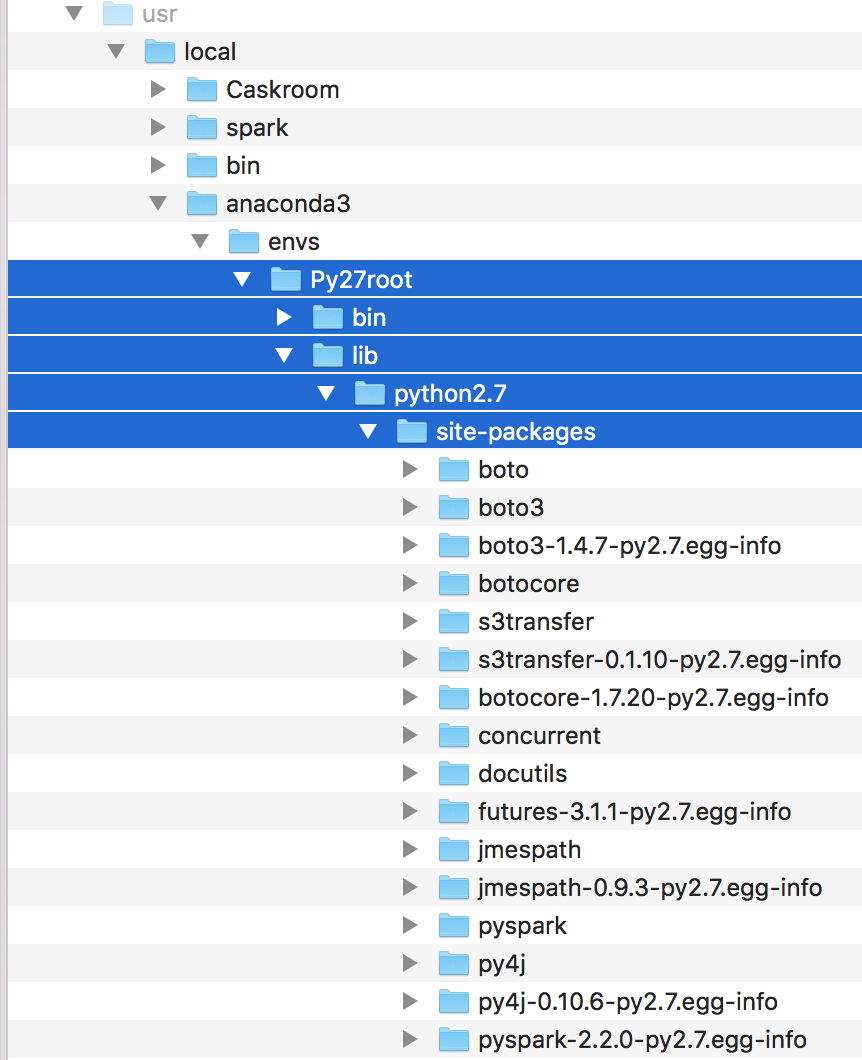 usr
local
Caskroom
spark
bin
anaconda3
envs
Py27root
bin
lib
python2.7
site-packages
boto
boto3
boto3-1.4.7-py2.7.egg-info
botocore
s3transfer
s3transfer-0.1.10-py2.7.egg-info
botocore-1.7.20-py2.7.egg-info
concurrent
docutils
futures-3.1.1-py2.7.egg-info
jmespath
jmespath-0.9.3-py2.7.egg-info
pyspark
py4j
py4j-0.10.6-py2.7.egg-info
pyspark-2.2.0-py2.7.egg-info